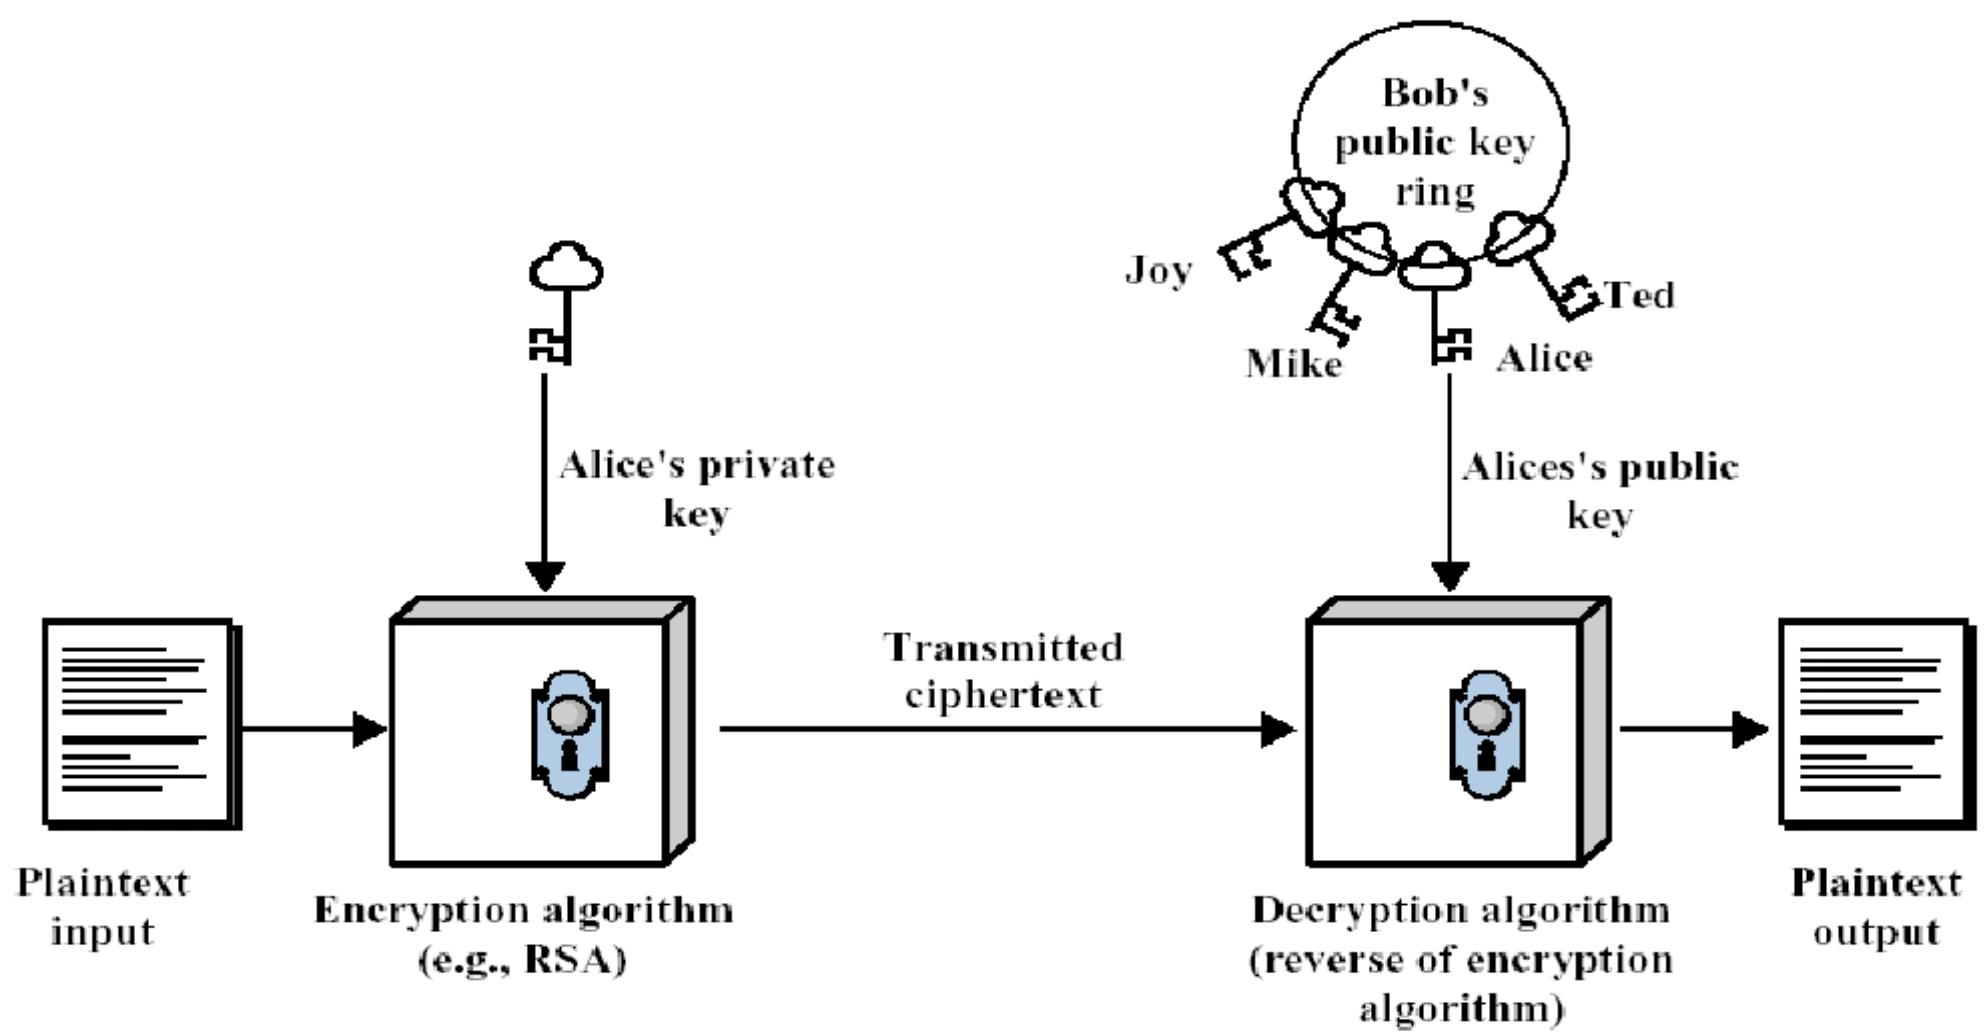 Bob's
public key
ring
Joy
Ted
Mike
Alice
Alice's private
key
Alices's public
key
Transmitted
ciphertext
Plaintext
input
Encryption algorithm
(e.g., RSA)
Decryption algorithm
(reverse of encryption
algorithm)
Plaintext
output